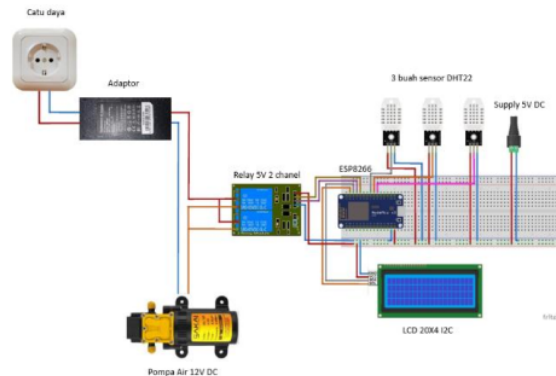 Catu daya
Adaptor
3 buah sensor DHT22
Supply 5V DC
Relay 5V 2 chanel
ESP8266
LCD 20X4 I2C
Pompa Air 12V DC